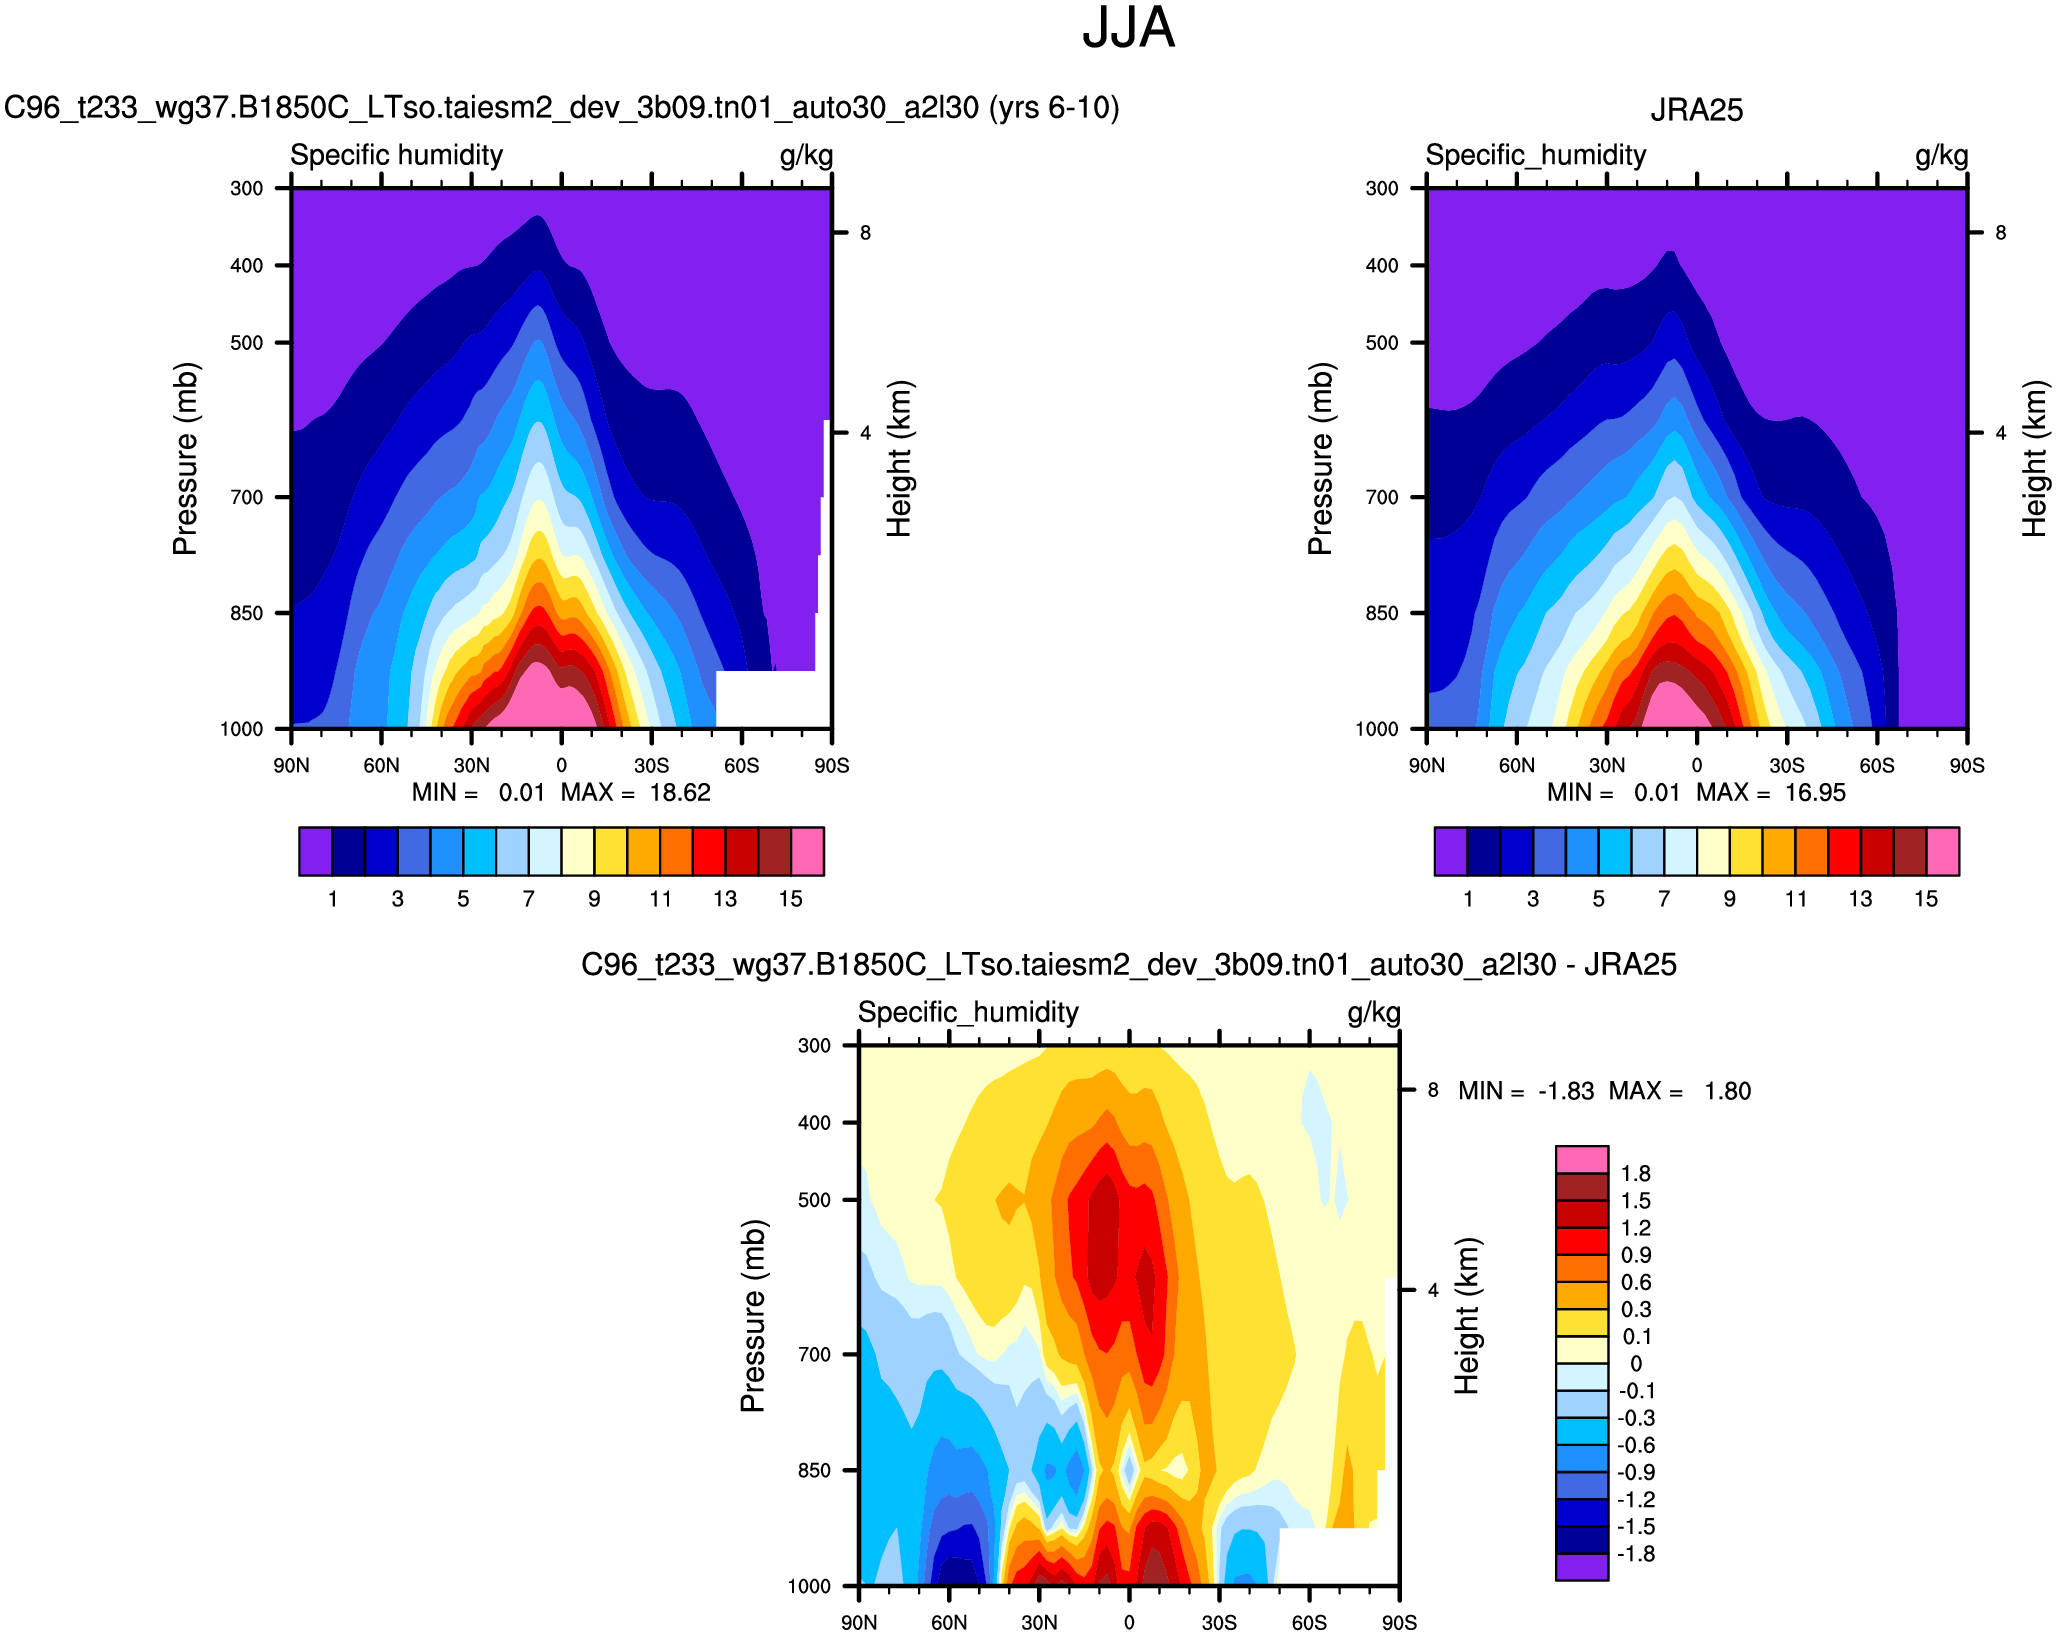 JJA
C96_t233_wg37.B1850C_LTso.taiesm2_dev_3b09.tn01_auto30_a2l30 (yrs 6-10)
Specific humidity g/kg
300
400
500
700
850
1000
Pressure (mb)
8
4
Height (km)
90N 60N 30N 0 30S 60S 90S
MIN = 0.01 MAX = 18.62
1 3 5 7 9 11 13 15
JRA25
Specific_humidity g/kg
300
400
500
700
850
1000
Pressure (mb)
8
4
Height (km)
90N 60N 30N 0 30S 60S 90S
MIN = 0.01 MAX = 16.95
1 3 5 7 9 11 13 15
C96_t233_wg37.B1850C_LTso.taiesm2_dev_3b09.tn01_auto30_a2l30 - JRA25
Specific_humidity g/kg
300
400
500
700
850
1000
Pressure (mb)
8
4
Height (km)
90N 60N 30N 0 30S 60S 90S
MIN = -1.83 MAX = 1.80
1.8
1.5
1.2
0.9
0.6
0.3
0.1
0
-0.1
-0.3
-0.6
-0.9
-1.2
-1.5
-1.8